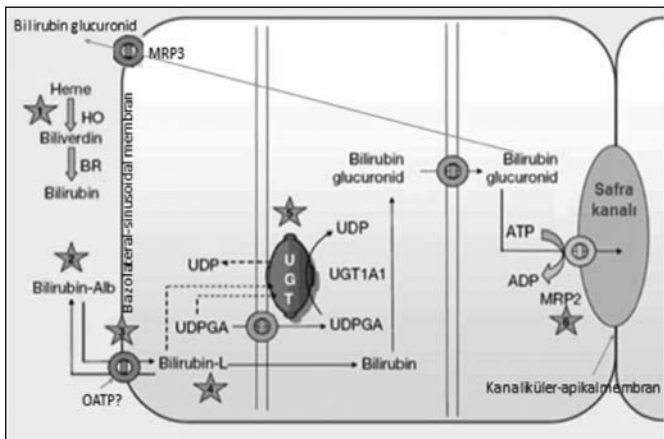 Bilirubin glucuronid
MRP3
Heme
1
HO
Biliverdin
BR
Bilirubin
2
Bilirubin-Alb
3
OATP?
Bazolateral-sinusoidal membran
Bilirubin-L
4
5
UGT
UDP
UDP
UGT1A1
UDPGA
UDPGA
Bilirubin
Bilirubin
glucuronid
Bilirubin
glucuronid
ATP
ADP
MRP2
6
Safra
kanalı
Kanaliküler-apikalmembran